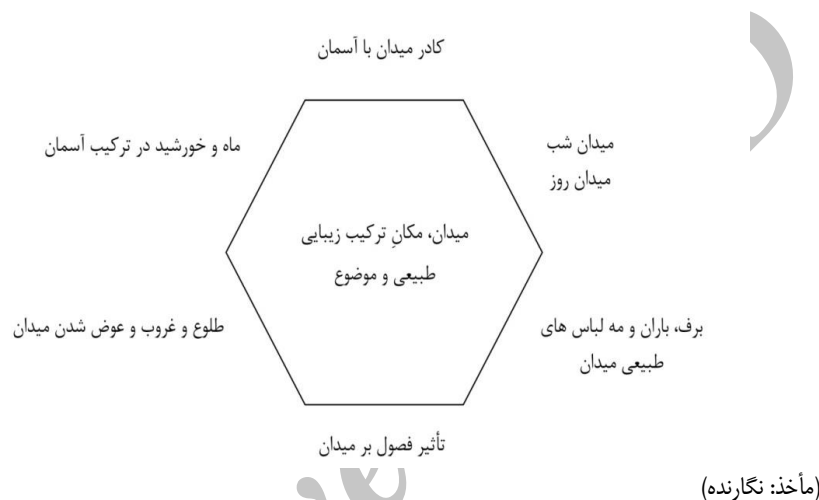 کادر میدان با آسمان
میدان شب
میدان روز
ماه و خورشید در ترکیب آسمان
میدان، مکانِ ترکیب زیبایی
طبیعی و موضوع
برف، باران و مه لباس های
طبیعی میدان
طلوع و غروب و عوض شدن میدان
تأثیر فصول بر میدان
(مأخذ: نگارنده)